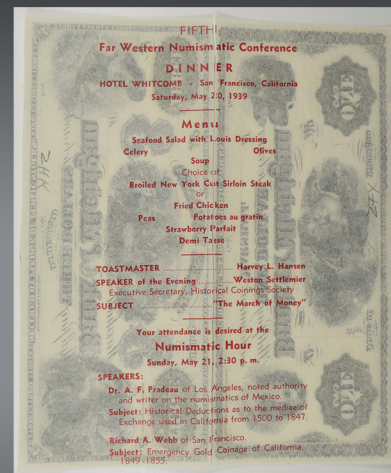 FIFTH
Far Western Numismatic Conference
DINNER
HOTEL WHITCOMB - San Francisco, California
Saturday, May 20, 1939
Menu
Seafood Salad with Louis Dressing
Celery Olives
Soup
Choice of
Broiled New York Cut Sirloin Steak
or
Fried Chicken
Peas Potatoes au gratin
Strawberry Parfait
Demi Tasse
TOASTMASTER Harvey L. Hansen
SPEAKER of the Evening Weston Settlemier
Executive Secretary, Historical Coinings Society
SUBJECT "The March of Money"
Your attendance is desired at the
Numismatic Hour
Sunday, May 21, 2:30 p. m.
SPEAKERS:
Dr. A. F. Pradeau of Los Angeles, noted authority
and writer on the numismatics of Mexico.
Subject: Historical Deductions as to the mediae of
Exchange used in California from 1500 to 1847.
Richard A. Webb of San Francisco.
Subject: Emergency Gold Coinage of California,
1849-1855.